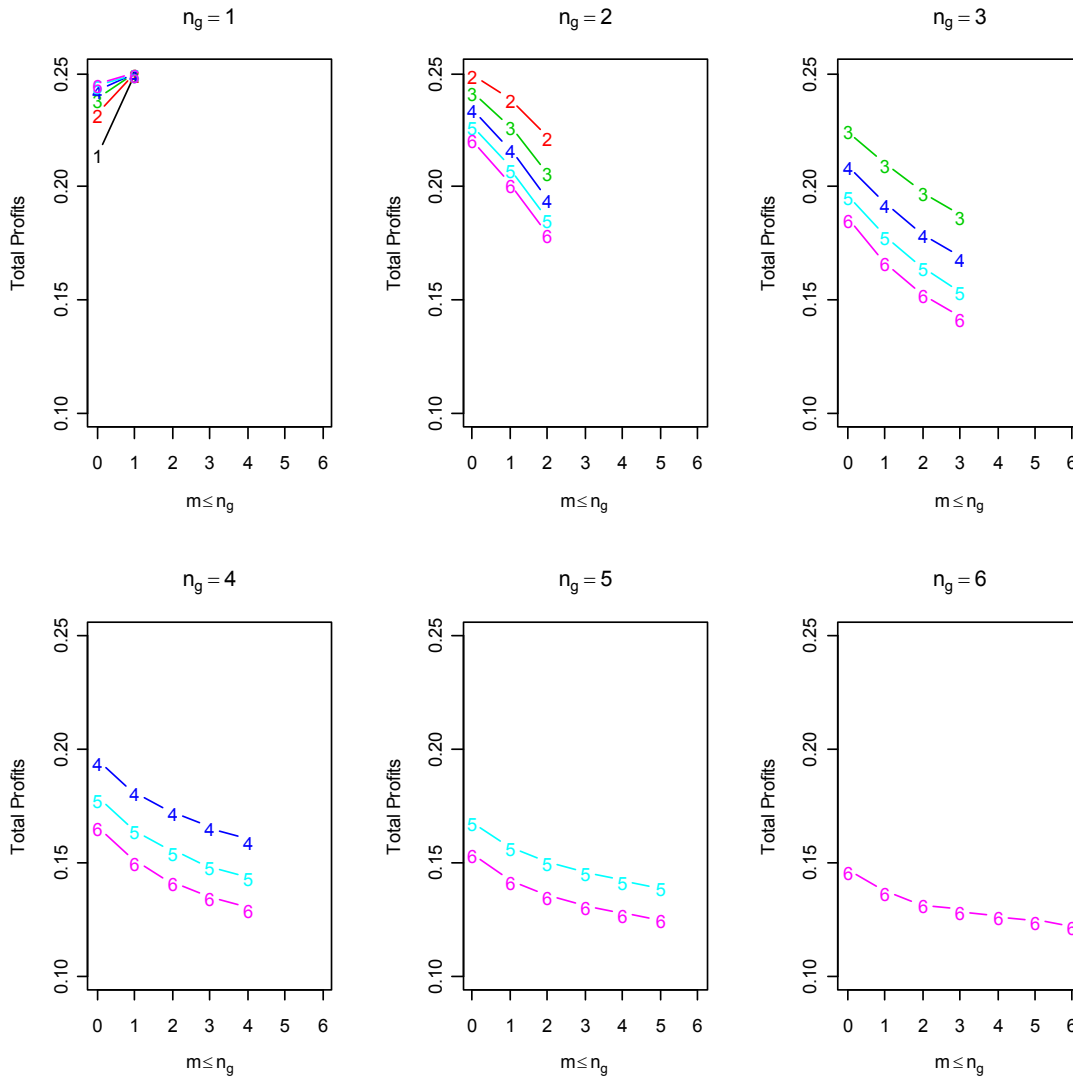 n_g = 1
0.25
0.20
0.15
0.10
Total Profits
6 5 4 3 2 1
6 5 4 3 2 1
0 1 2 3 4 5 6
m ≤ n_g
n_g = 2
0.25
0.20
0.15
0.10
Total Profits
2 2 2
3 3 3
4 4 4
5 5 5
6 6 6
0 1 2 3 4 5 6
m ≤ n_g
n_g = 3
0.25
0.20
0.15
0.10
Total Profits
3 3 3 3
4 4 4 4
5 5 5 5
6 6 6 6
0 1 2 3 4 5 6
m ≤ n_g
n_g = 4
0.25
0.20
0.15
0.10
Total Profits
4 4 4 4 4
5 5 5 5 5
6 6 6 6 6
0 1 2 3 4 5 6
m ≤ n_g
n_g = 5
0.25
0.20
0.15
0.10
Total Profits
5 5 5 5 5 5
6 6 6 6 6 6
0 1 2 3 4 5 6
m ≤ n_g
n_g = 6
0.25
0.20
0.15
0.10
Total Profits
6 6 6 6 6 6 6
0 1 2 3 4 5 6
m ≤ n_g